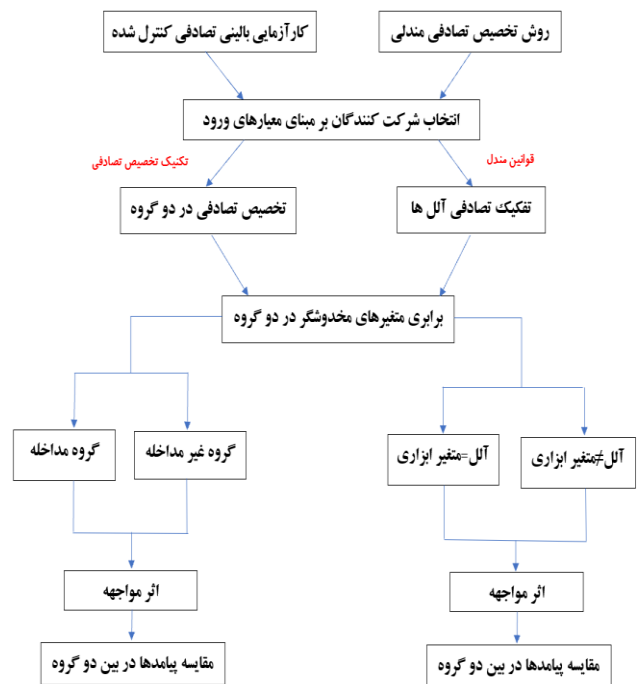 روش تخصیص تصادفی مندلی
کارآزمایی بالینی تصادفی کنترل شده
انتخاب شرکت کنندگان بر مبنای معیارهای ورود
قوانین مندل
تکنیک تخصیص تصادفی
تفکیک تصادفی آلل ها
تخصیص تصادفی در دو گروه
برابری متغیرهای مخدوشگر در دو گروه
آلل≠متغیر ابزاری
آلل=متغیر ابزاری
گروه غیر مداخله
گروه مداخله
اثر مواجهه
اثر مواجهه
مقایسه پیامدها در بین دو گروه
مقایسه پیامدها در بین دو گروه